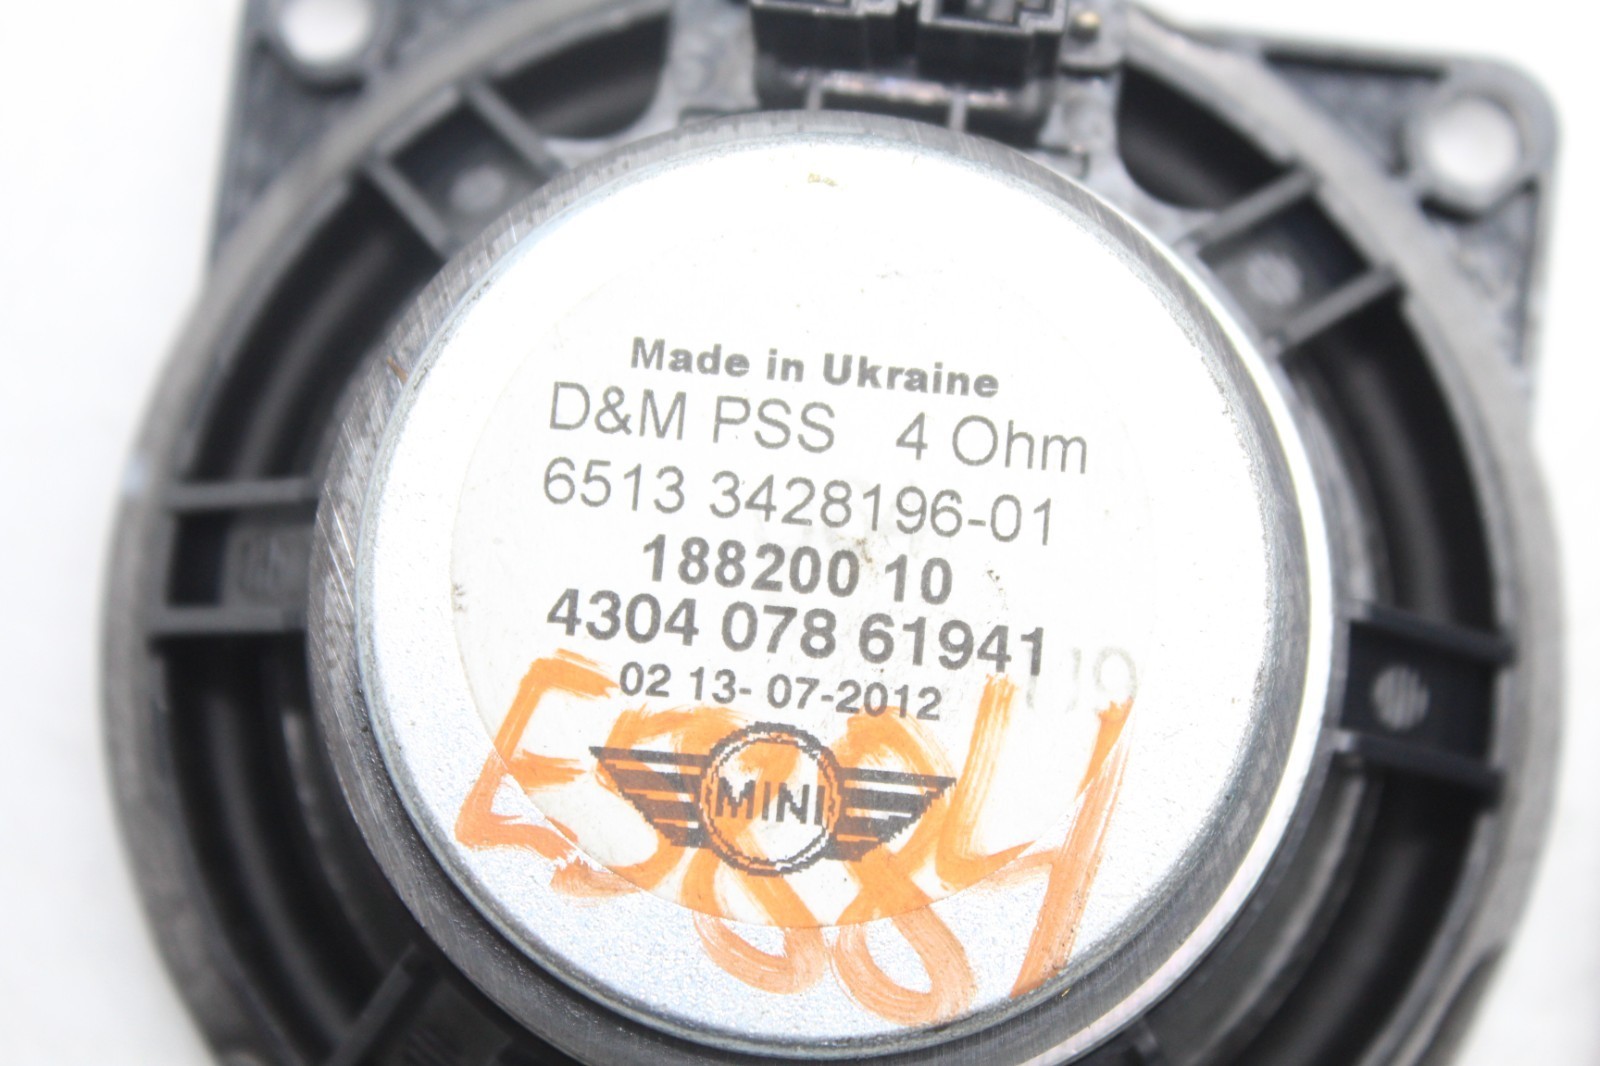 Made in Ukraine
D&M PSS 4 Ohm
6513 3428196-01
188200 10
4304 078 61941
02 13- 07-2012
MINI
E5884